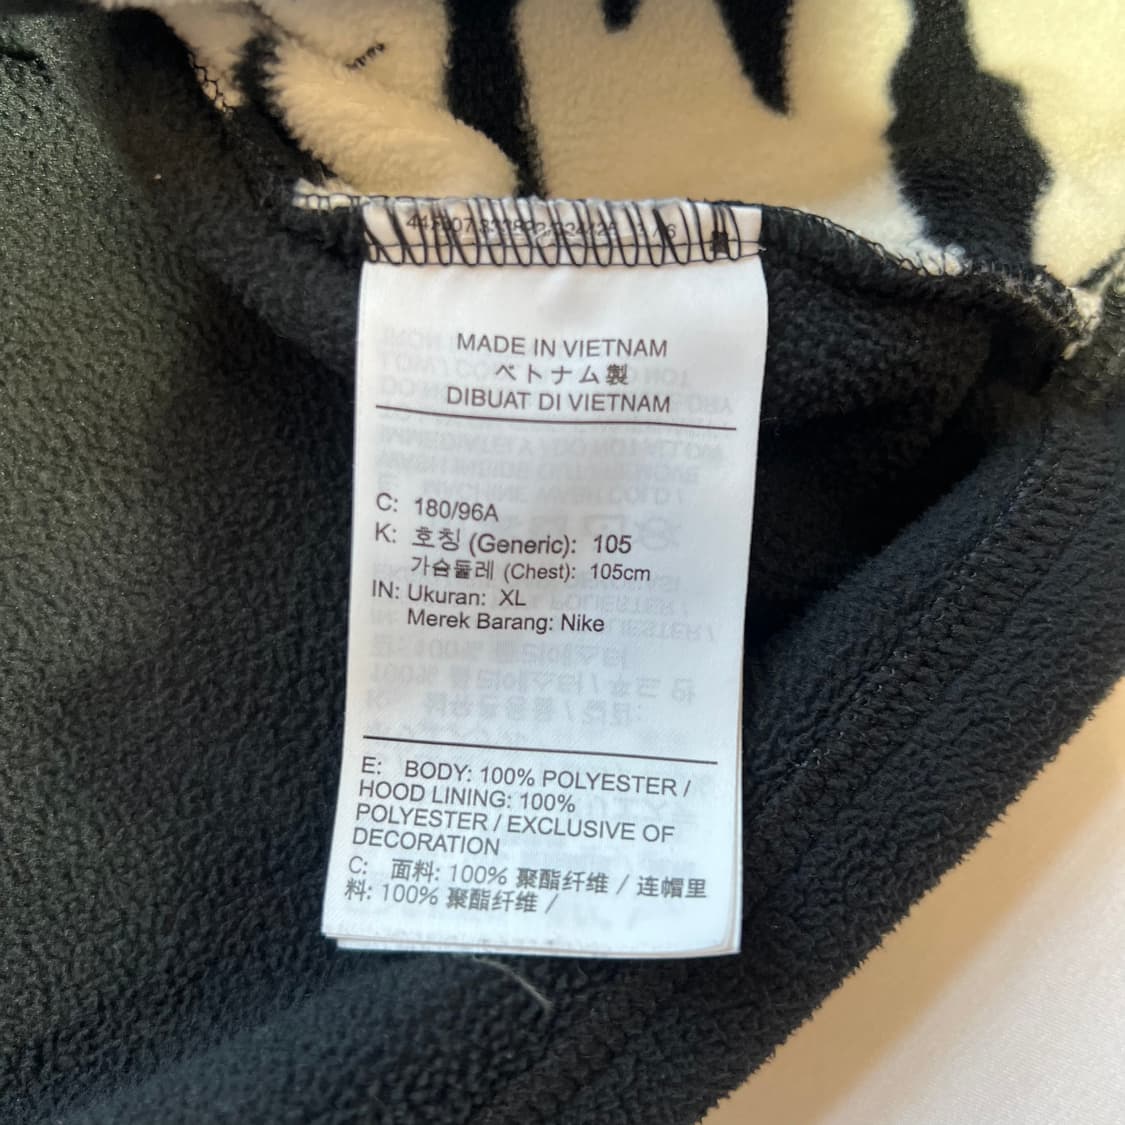 MADE IN VIETNAM
ベトナム製
DIBUAT DI VIETNAM
C: 180/96A
K: 호칭 (Generic): 105
가슴둘레 (Chest): 105cm
IN: Ukuran: XL
Merek Barang: Nike
E: BODY: 100% POLYESTER /
HOOD LINING: 100%
POLYESTER / EXCLUSIVE OF
DECORATION
C: 面料: 100% 聚酯纤维 / 连帽里
料: 100% 聚酯纤维 /